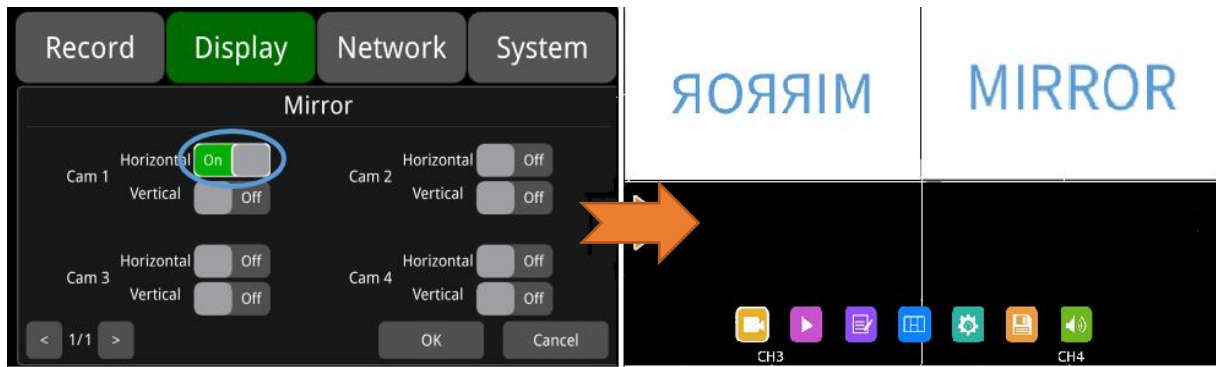 Record Display Network System
Mirror
Cam 1 Horizontal On
Vertical Off
Cam 2 Horizontal Off
Vertical Off
Cam 3 Horizontal Off
Vertical Off
Cam 4 Horizontal Off
Vertical Off
< 1/1 > OK Cancel
MIRROR
MIRROR
CH3 CH4